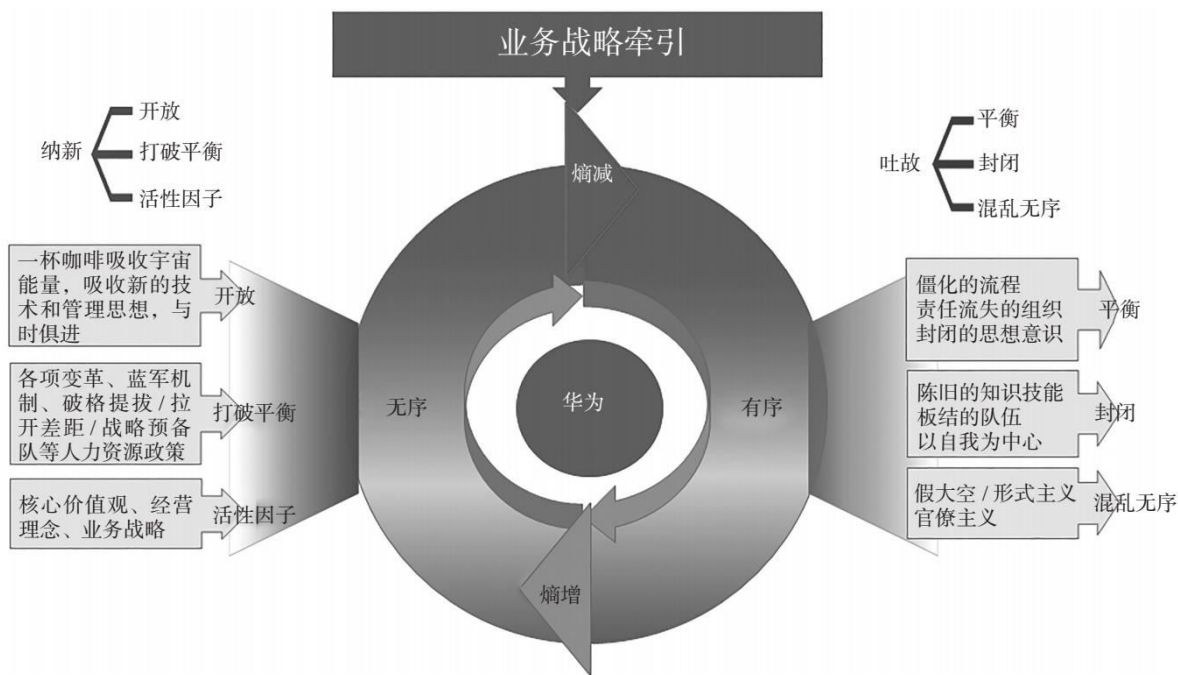 业务战略牵引
纳新
开放
打破平衡
活性因子
吐故
平衡
封闭
混乱无序
熵减
一杯咖啡吸收宇宙
能量，吸收新的技
术和管理思想，与
时俱进
开放
各项变革、蓝军机
制、破格提拔/拉
开差距/战略预备
队等人力资源政策
打破平衡
核心价值观、经营
理念、业务战略
活性因子
无序
华为
有序
熵增
僵化的流程
责任流失的组织
封闭的思想意识
平衡
陈旧的知识技能
板结的队伍
以自我为中心
封闭
假大空/形式主义
官僚主义
混乱无序